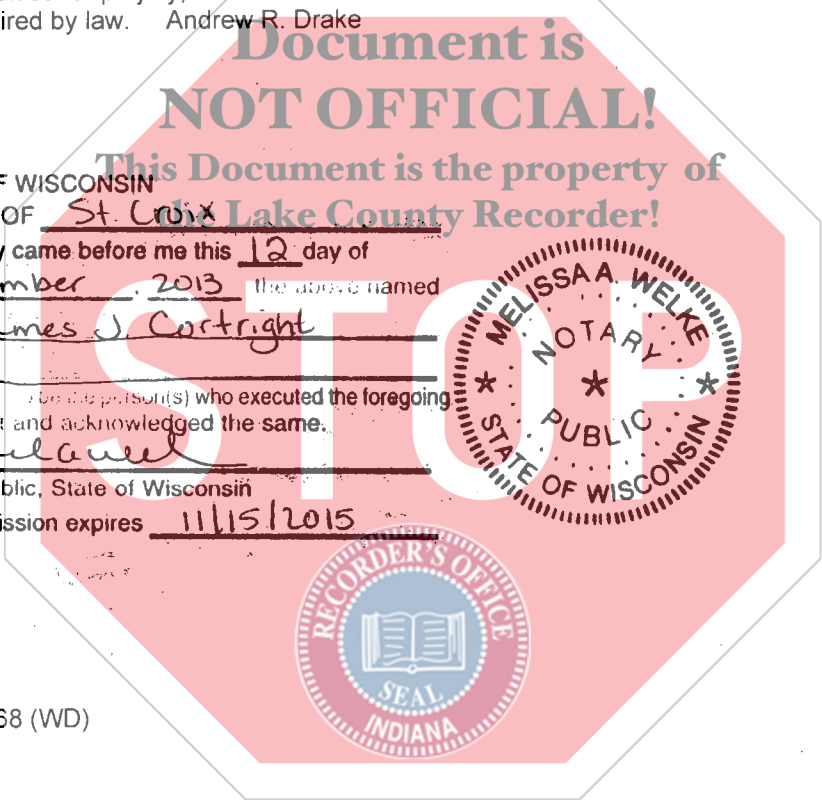 ired by law. Andrew R. Drake
Document is
NOT OFFICIAL!
This Document is the property of
the Lake County Recorder!
F WISCONSIN
OF St. Croix
y came before me this 12 day of
mber, 2013 the above named
mes J. Cortright
person(s) who executed the foregoing
and acknowledged the same.
blic, State of Wisconsin
ission expires 11/15/2015
STOP
MELISSA A. WELKE
NOTARY
PUBLIC
STATE OF WISCONSIN
RECORDER'S OFFICE
SEAL
INDIANA
68 (WD)